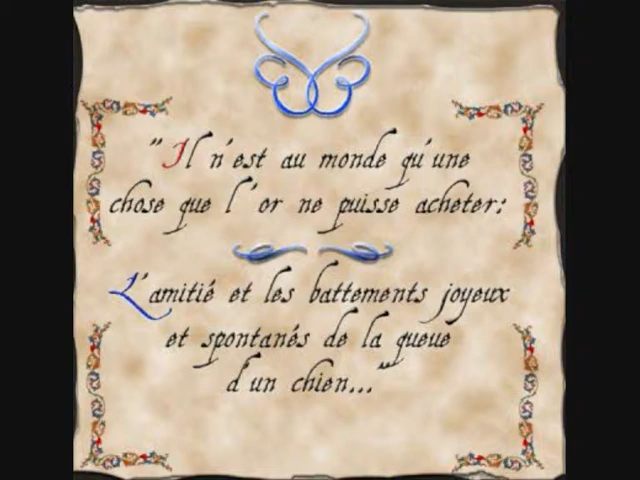 "Il n'est au monde qu'une
chose que l'or ne puisse acheter:
L'amitié et les battements joyeux
et spontanés de la queue
d'un chien..."